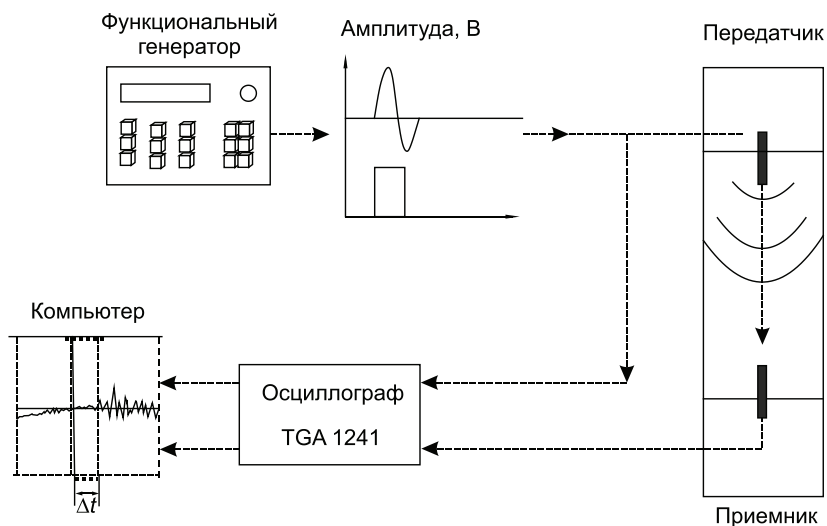 Функциональный
генератор
Амплитуда, В
Передатчик
Компьютер
Осциллограф
TGA 1241
Δt
Приемник